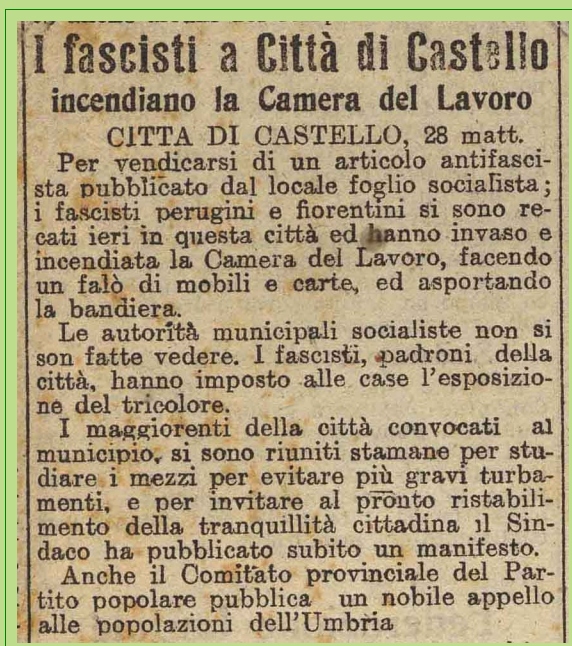 I fascisti a Città di Castello
incendiano la Camera del Lavoro
CITTA DI CASTELLO, 28 matt.
Per vendicarsi di un articolo antifasci-
sta pubblicato dal locale foglio socialista;
i fascisti perugini e fiorentini si sono re-
cati ieri in questa città ed hanno invaso e
incendiata la Camera del Lavoro, facendo
un falò di mobili e carte, ed asportando
la bandiera.
Le autorità municipali socialiste non si
son fatte vedere. I fascisti, padroni della
città, hanno imposto alle case l'esposizio-
ne del tricolore.
I maggiorenti della città convocati al
municipio, si sono riuniti stamane per stu-
diare i mezzi per evitare più gravi turba-
menti, e per invitare al pronto ristabili-
mento della tranquillità cittadina il Sin-
daco ha pubblicato subito un manifesto.
Anche il Comitato provinciale del Par-
tito popolare pubblica un nobile appello
alle popolazioni dell'Umbria